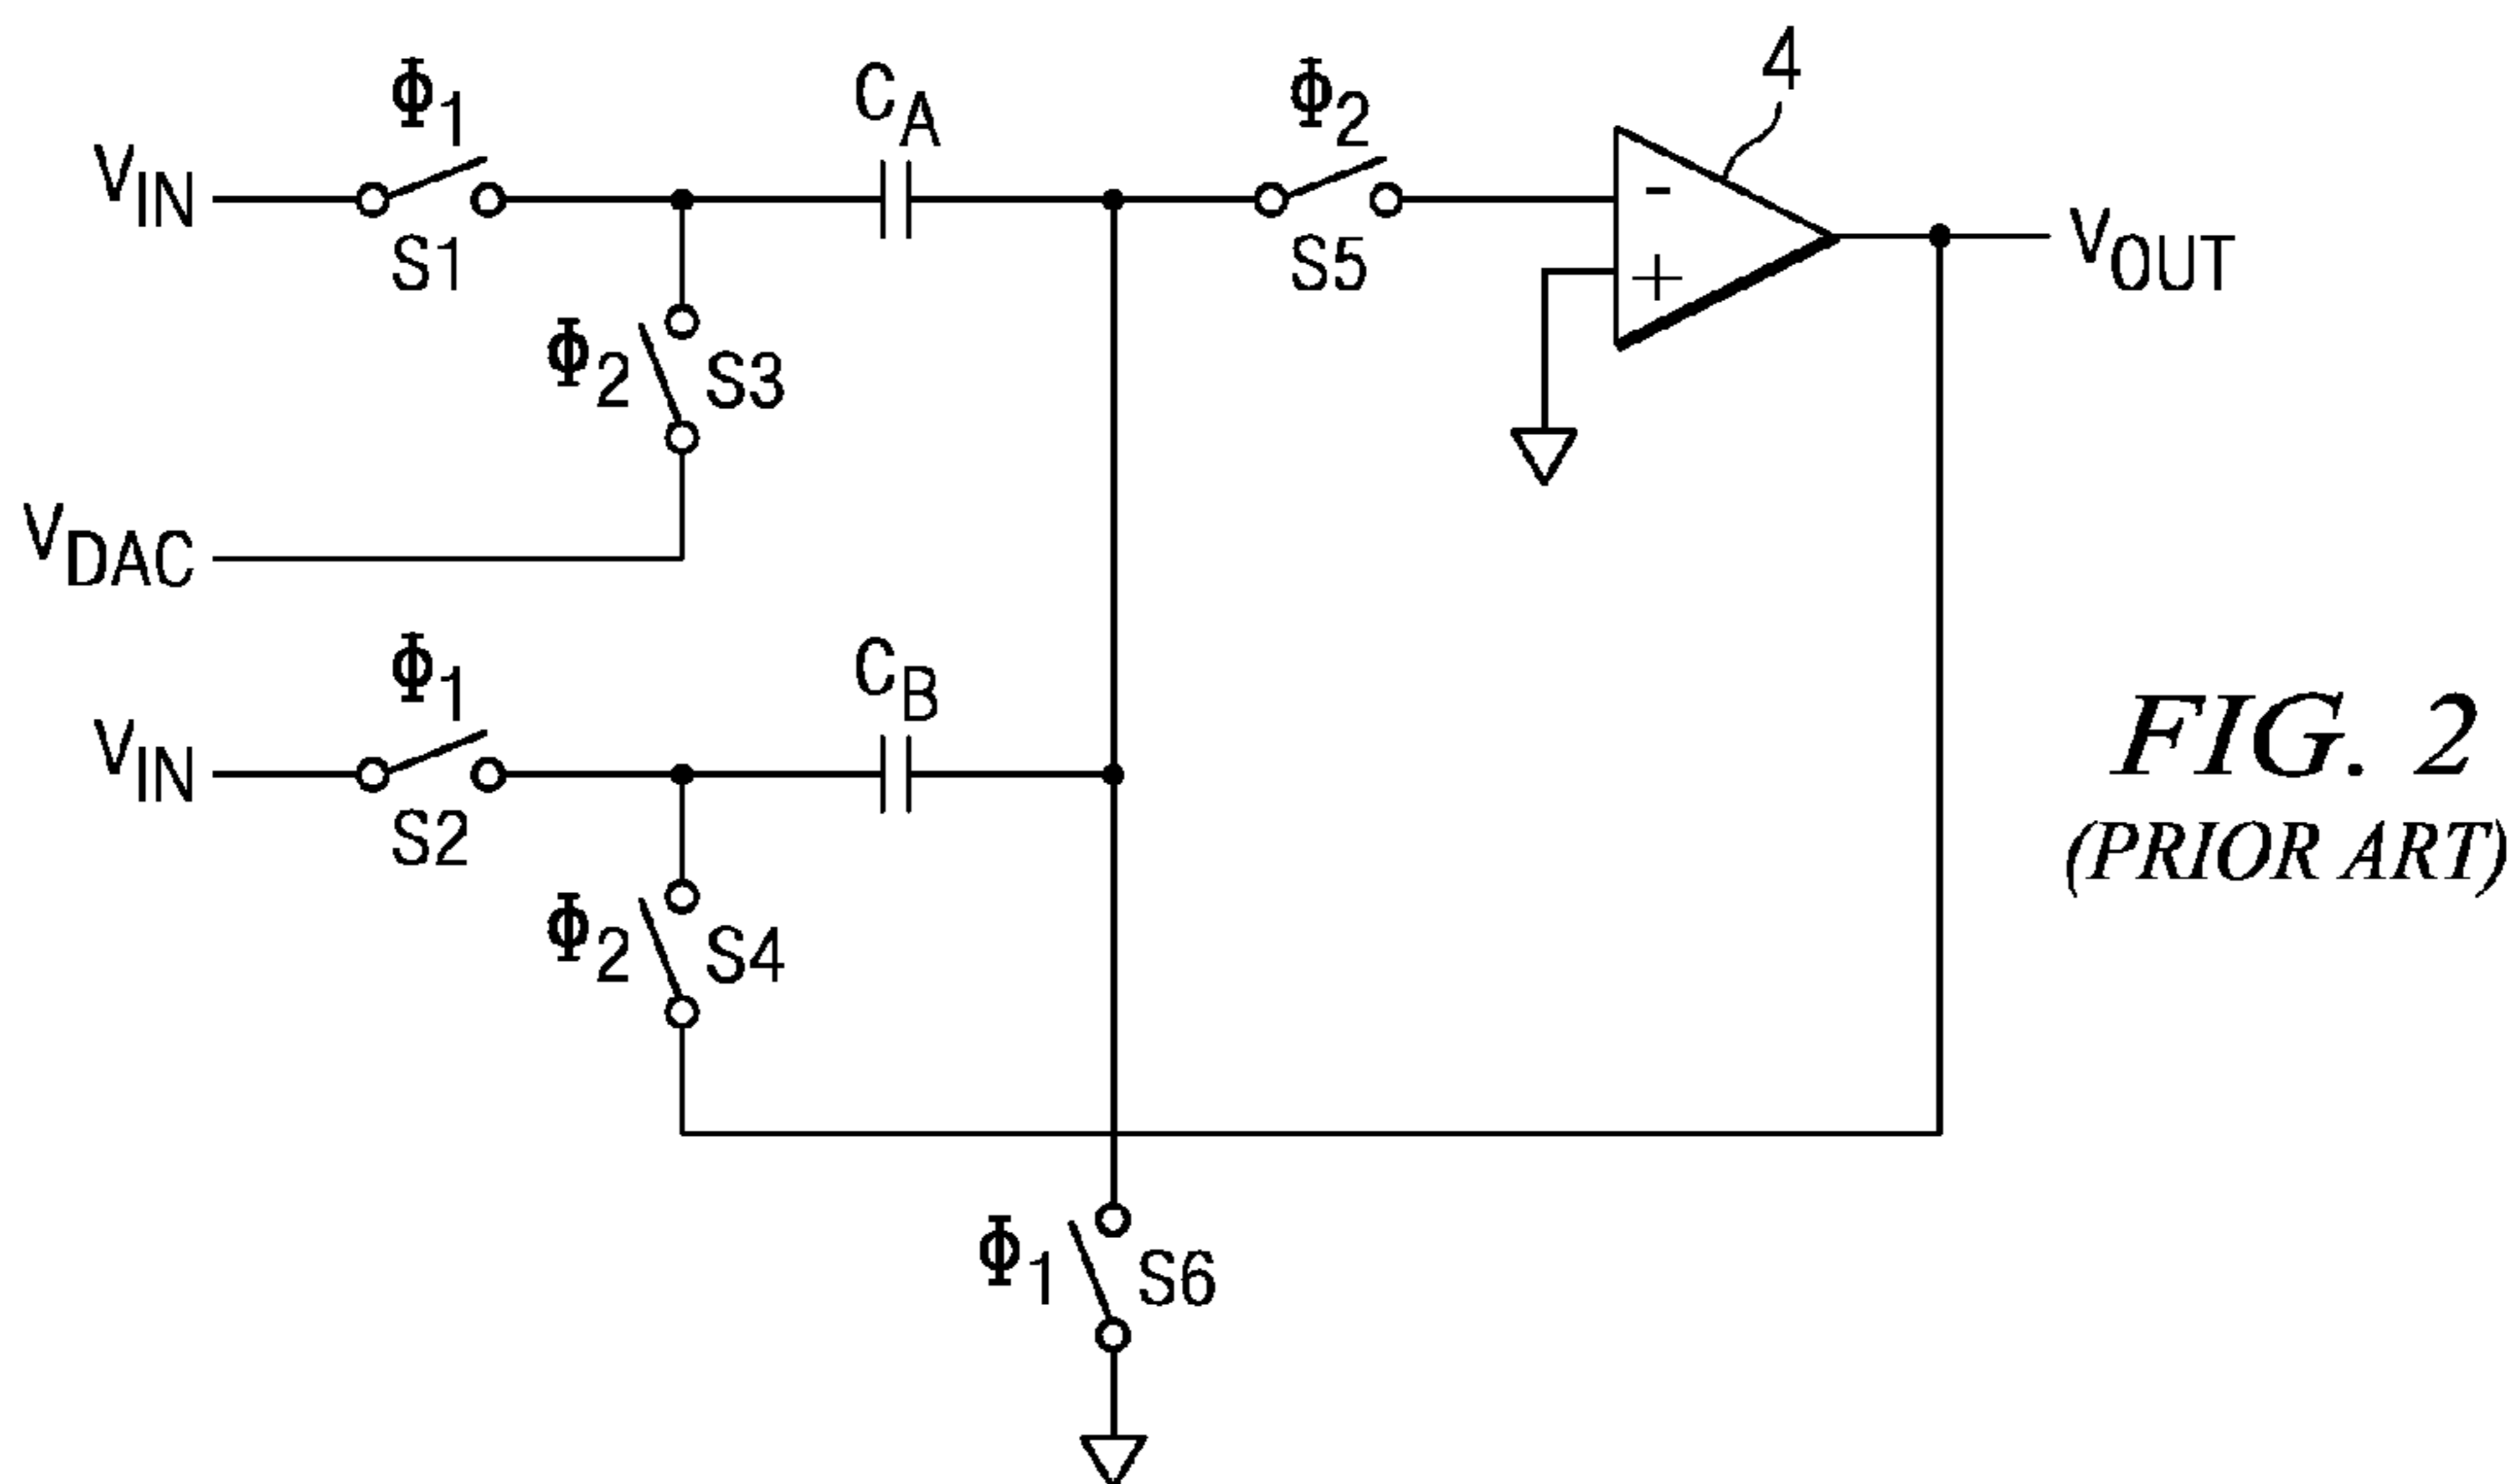 Φ1
CA
Φ2
4
VIN
S1
S5
-
+
VOUT
Φ2
S3
VDAC
Φ1
CB
VIN
S2
FIG. 2
(PRIOR ART)
Φ2
S4
Φ1
S6